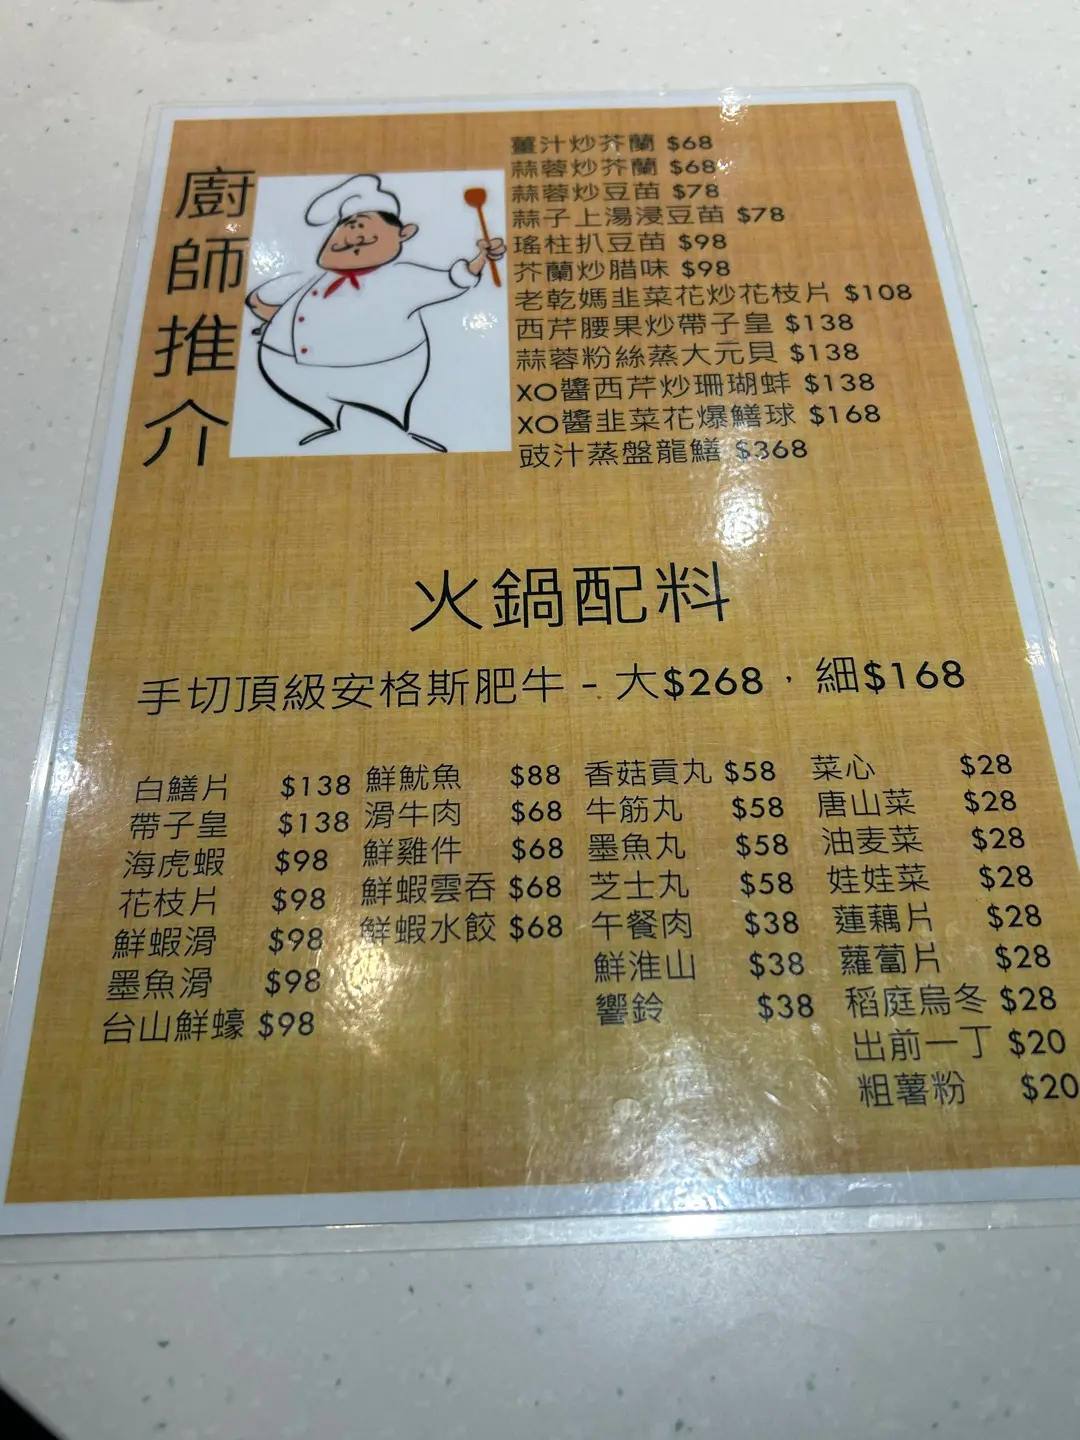 廚師推介
薑汁炒芥蘭 $68
蒜蓉炒芥蘭 $68
蒜蓉炒豆苗 $78
蒜子上湯浸豆苗 $78
瑤柱扒豆苗 $98
芥蘭炒腊味 $98
老乾媽韭菜花炒花枝片 $108
西芹腰果炒帶子皇 $138
蒜蓉粉絲蒸大元貝 $138
XO醬西芹炒珊瑚蚌 $138
XO醬韭菜花爆鱔球 $168
豉汁蒸盤龍鱔 $368
火鍋配料
手切頂級安格斯肥牛 - 大$268，細$168
白鱔片 $138
帶子皇 $138
海虎蝦 $98
花枝片 $98
鮮蝦滑 $98
墨魚滑 $98
台山鮮蠔 $98
鮮魷魚 $88
滑牛肉 $68
鮮雞件 $68
鮮蝦雲吞 $68
鮮蝦水餃 $68
香菇貢丸 $58
牛筋丸 $58
墨魚丸 $58
芝士丸 $58
午餐肉 $38
鮮淮山 $38
響鈴 $38
菜心 $28
唐山菜 $28
油麦菜 $28
娃娃菜 $28
蓮藕片 $28
蘿蔔片 $28
稻庭烏冬 $28
出前一丁 $20
粗薯粉 $20